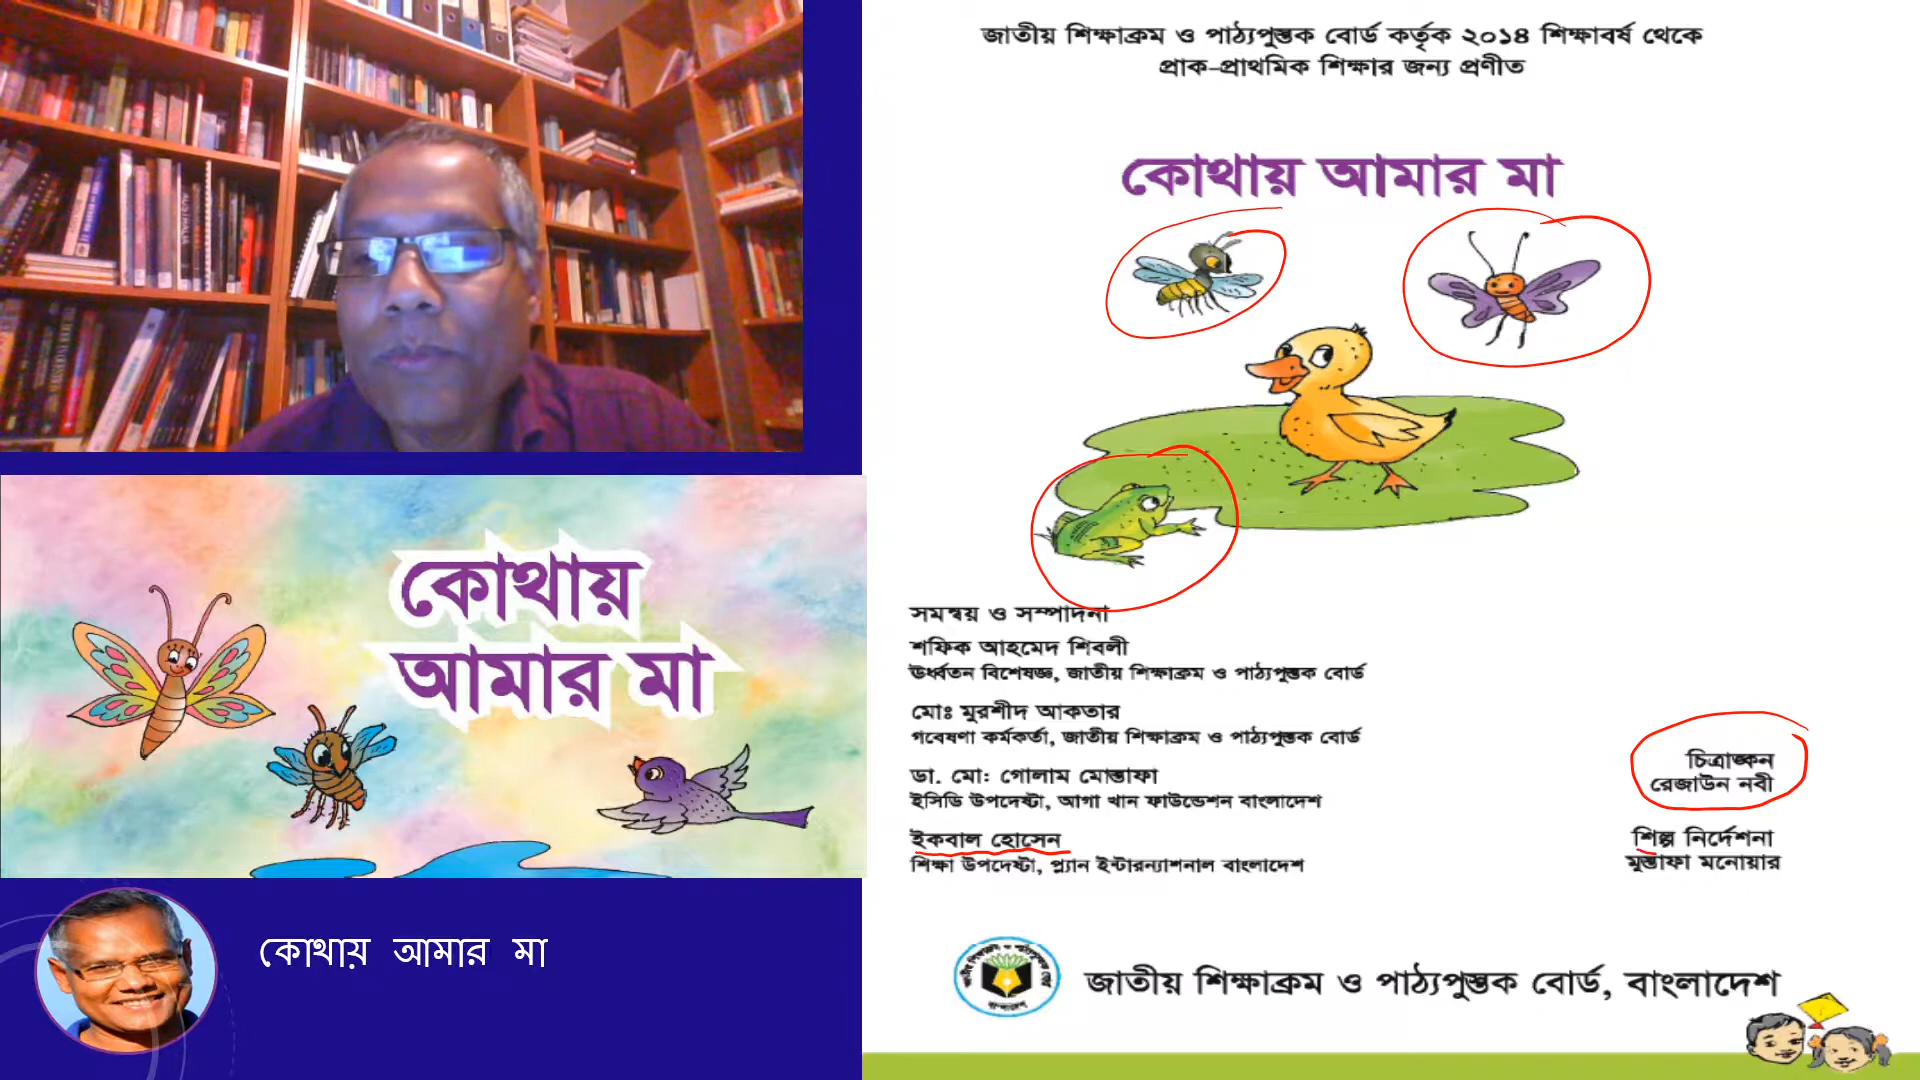 জাতীয় শিক্ষাক্রম ও পাঠ্যপুস্তক বোর্ড কর্তৃক ২০১৪ শিক্ষাবর্ষ থেকে
প্রাক-প্রাথমিক শিক্ষার জন্য প্রণীত
কোথায় আমার মা
সমন্বয় ও সম্পাদনা
শফিক আহমেদ শিবলী
ঊর্ধ্বতন বিশেষজ্ঞ, জাতীয় শিক্ষাক্রম ও পাঠ্যপুস্তক বোর্ড
মোঃ মুরশীদ আকতার
গবেষণা কর্মকর্তা, জাতীয় শিক্ষাক্রম ও পাঠ্যপুস্তক বোর্ড
ডা. মো: গোলাম মোস্তাফা
ইসিডি উপদেষ্টা, আগা খান ফাউন্ডেশন বাংলাদেশ
ইকবাল হোসেন
শিক্ষা উপদেষ্টা, প্ল্যান ইন্টারন্যাশনাল বাংলাদেশ
চিত্রাঙ্কন
রেজাউন নবী
শিল্প নির্দেশনা
মুস্তাফা মনোয়ার
জাতীয় শিক্ষাক্রম ও পাঠ্যপুস্তক বোর্ড, বাংলাদেশ
কোথায়
আমার মা
কোথায় আমার মা